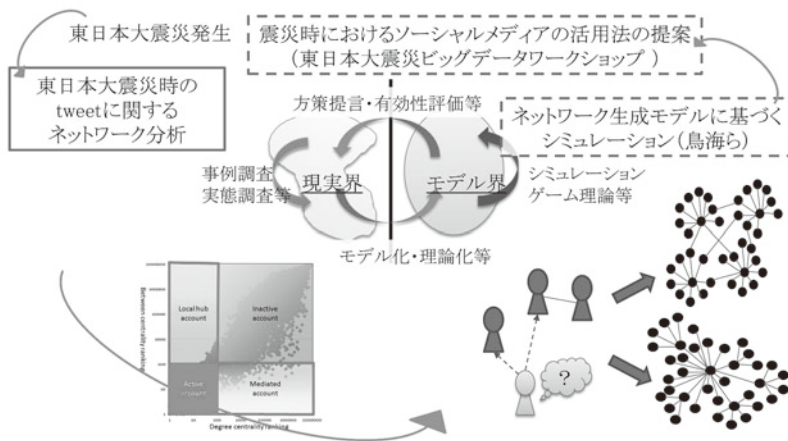 東日本大震災発生
震災時におけるソーシャルメディアの活用法の提案
（東日本大震災ビッグデータワークショップ ）
東日本大震災時の
tweetに関する
ネットワーク分析
方策提言・有効性評価等
ネットワーク生成モデルに基づく
シミュレーション（鳥海ら）
事例調査
実態調査等
現実界
モデル界
シミュレーション
ゲーム理論等
モデル化・理論化等
Between centrality ranking
Local hub
account
Inactive
account
Active
account
Mediated
account
Degree centrality ranking
?